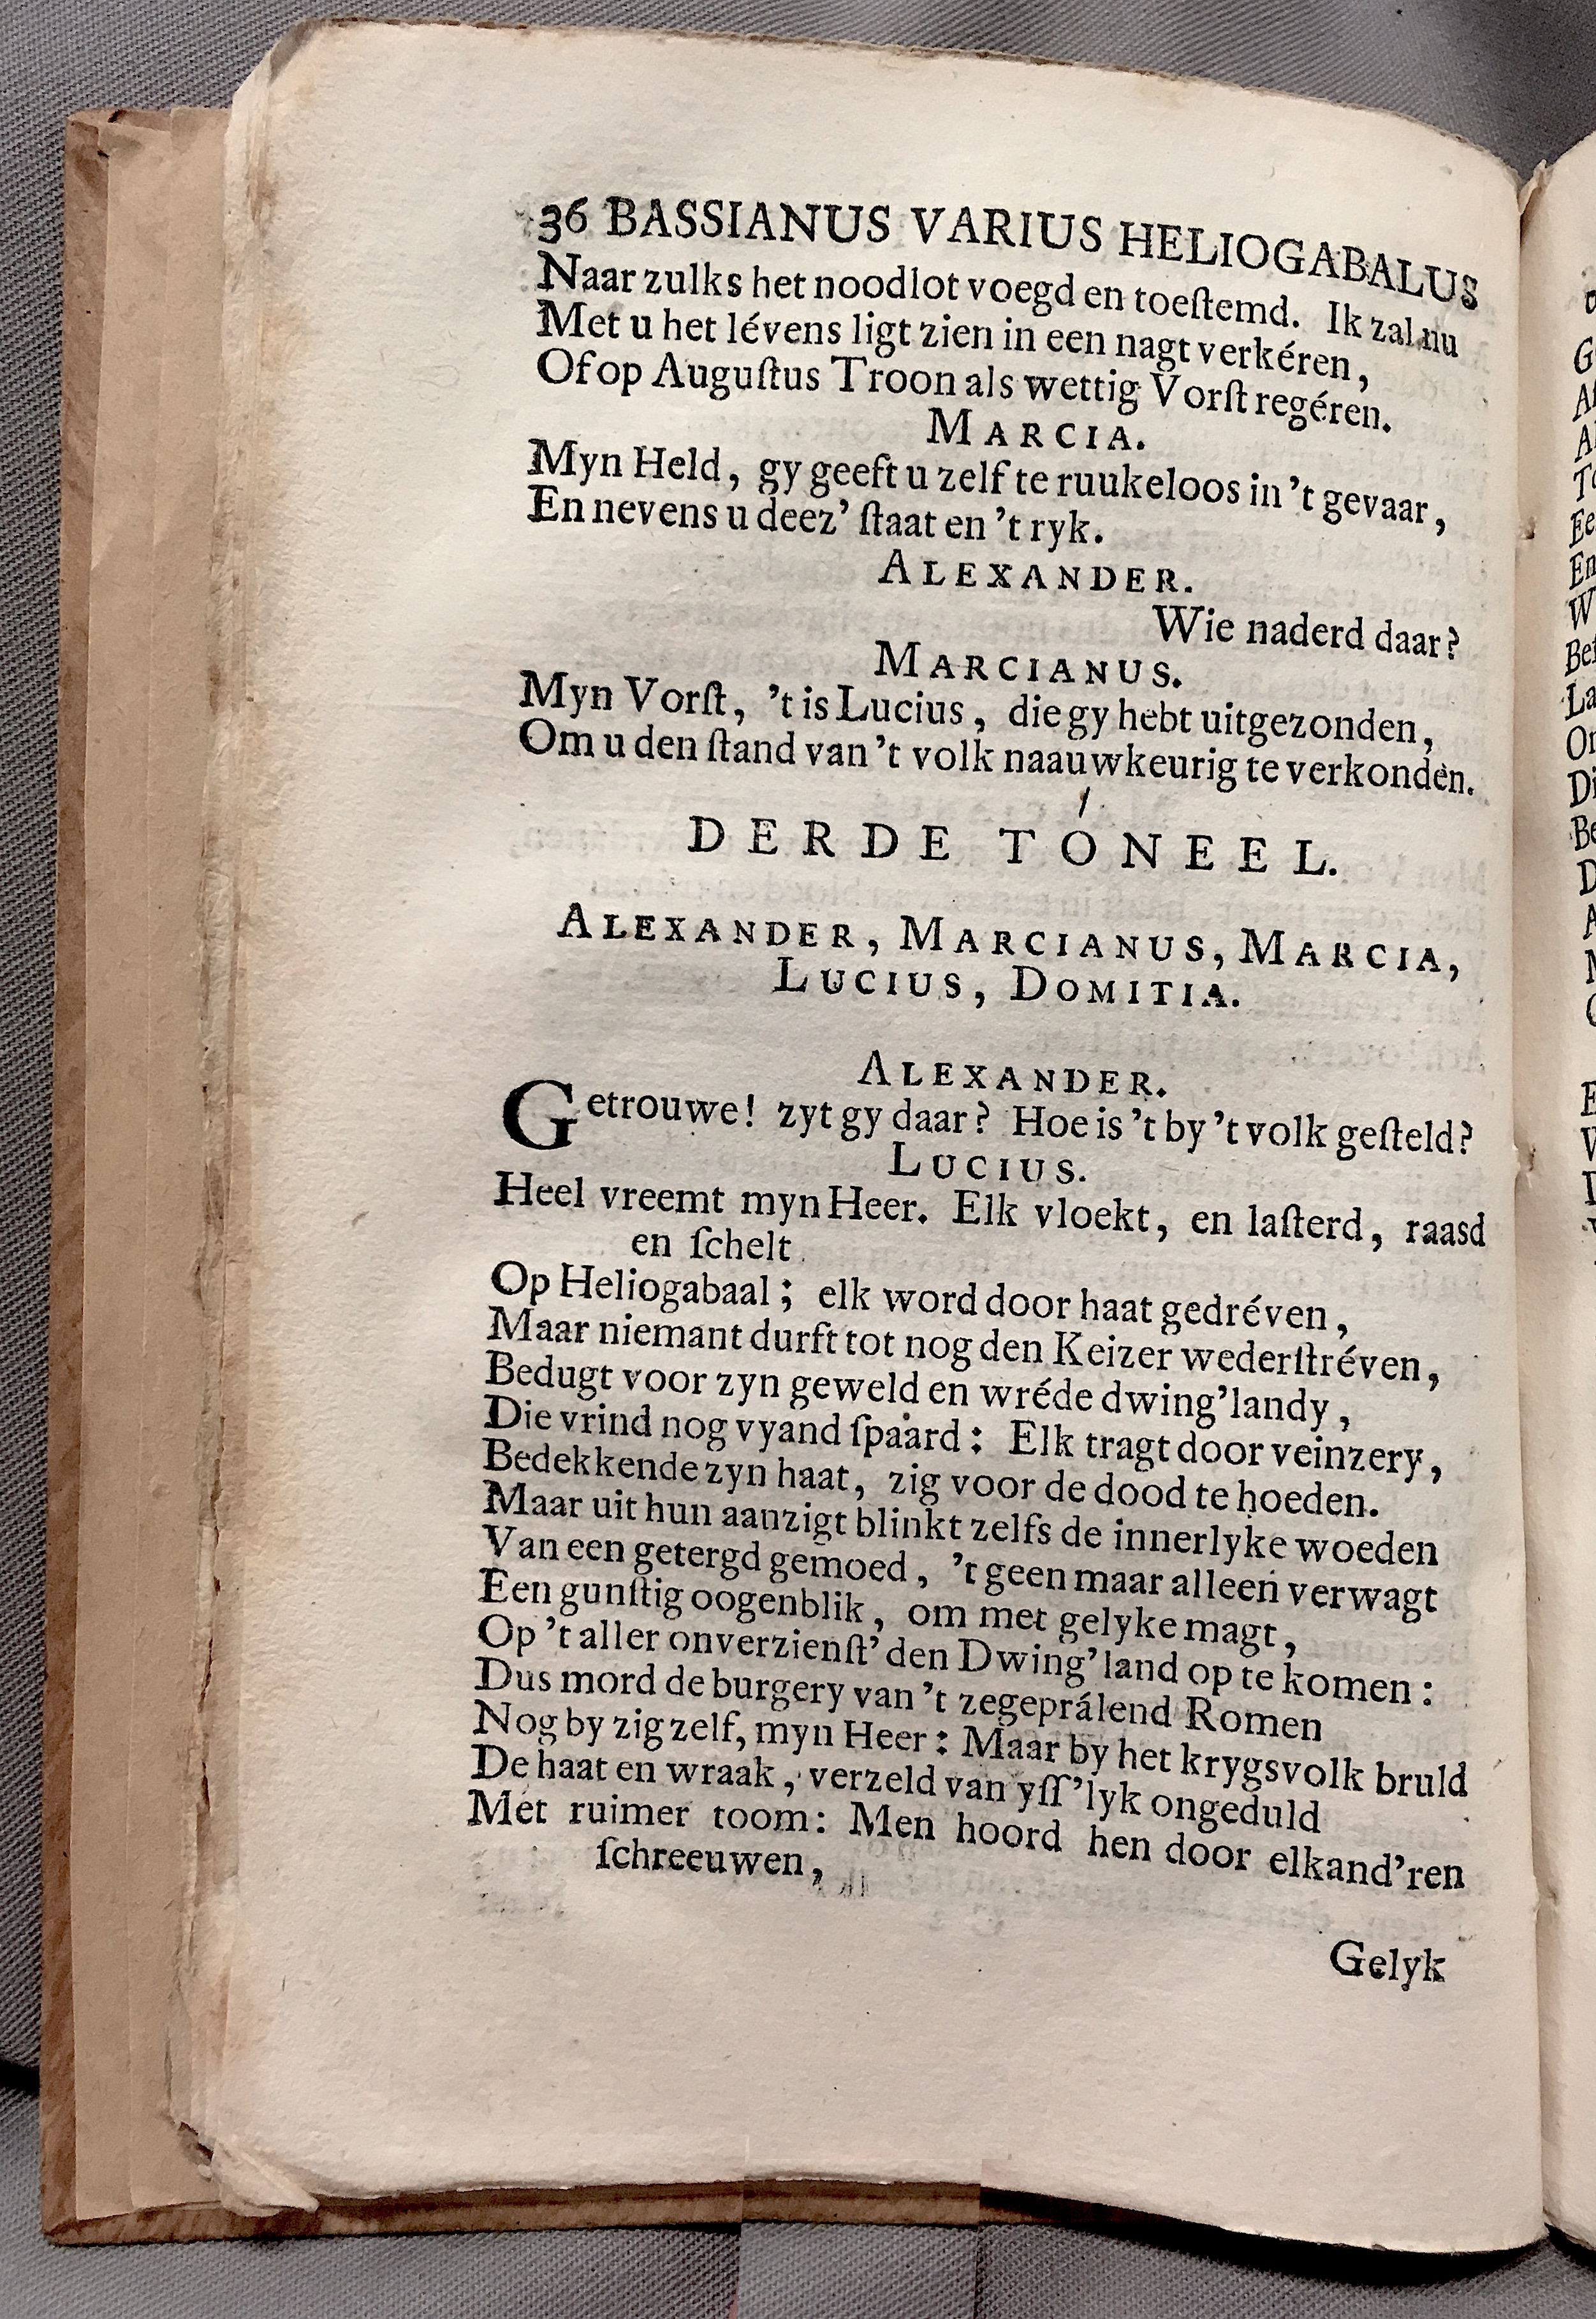 36 BASSIANUS VARIUS HELIOGABALUS
Naar zulks het noodlot voegd en toeſtemd. Ik zal nu
Met u het lévens ligt zien in een nagt verkéren,
Of op Auguſtus Troon als wettig Vorſt regéren.
MARCIA.
Myn Held, gy geeft u zelf te ruukeloos in 't gevaar,
En nevens u deez' ſtaat en 't ryk.
ALEXANDER.
Wie naderd daar?
MARCIANUS.
Myn Vorſt, 't is Lucius, die gy hebt uitgezonden,
Om u den ſtand van 't volk naauwkeurig te verkonden.
DERDE TONEEL.
ALEXANDER, MARCIANUS, MARCIA,
LUCIUS, DOMITIA.
ALEXANDER.
Getrouwe! zyt gy daar? Hoe is 't by 't volk geſteld?
LUCIUS.
Heel vreemt myn Heer. Elk vloekt, en laſterd, raasd
en ſchelt
Op Heliogabaal; elk word door haat gedréven,
Maar niemant durft tot nog den Keizer wederſtréven,
Bedugt voor zyn geweld en wréde dwing'landy,
Die vrind nog vyand ſpaard: Elk tragt door veinzery,
Bedekkende zyn haat, zig voor de dood te hoeden.
Maar uit hun aanzigt blinkt zelfs de innerlyke woeden
Van een getergd gemoed, 't geen maar alleen verwagt
Een gunſtig oogenblik, om met gelyke magt,
Op 't aller onverzienſt' den Dwing'land op te komen:
Dus mord de burgery van 't zegeprálend Romen
Nog by zig zelf, myn Heer: Maar by het krygsvolk bruld
De haat en wraak, verzeld van yſſ'lyk ongeduld
Met ruimer toom: Men hoord hen door elkand'ren
ſchreeuwen,
Gelyk